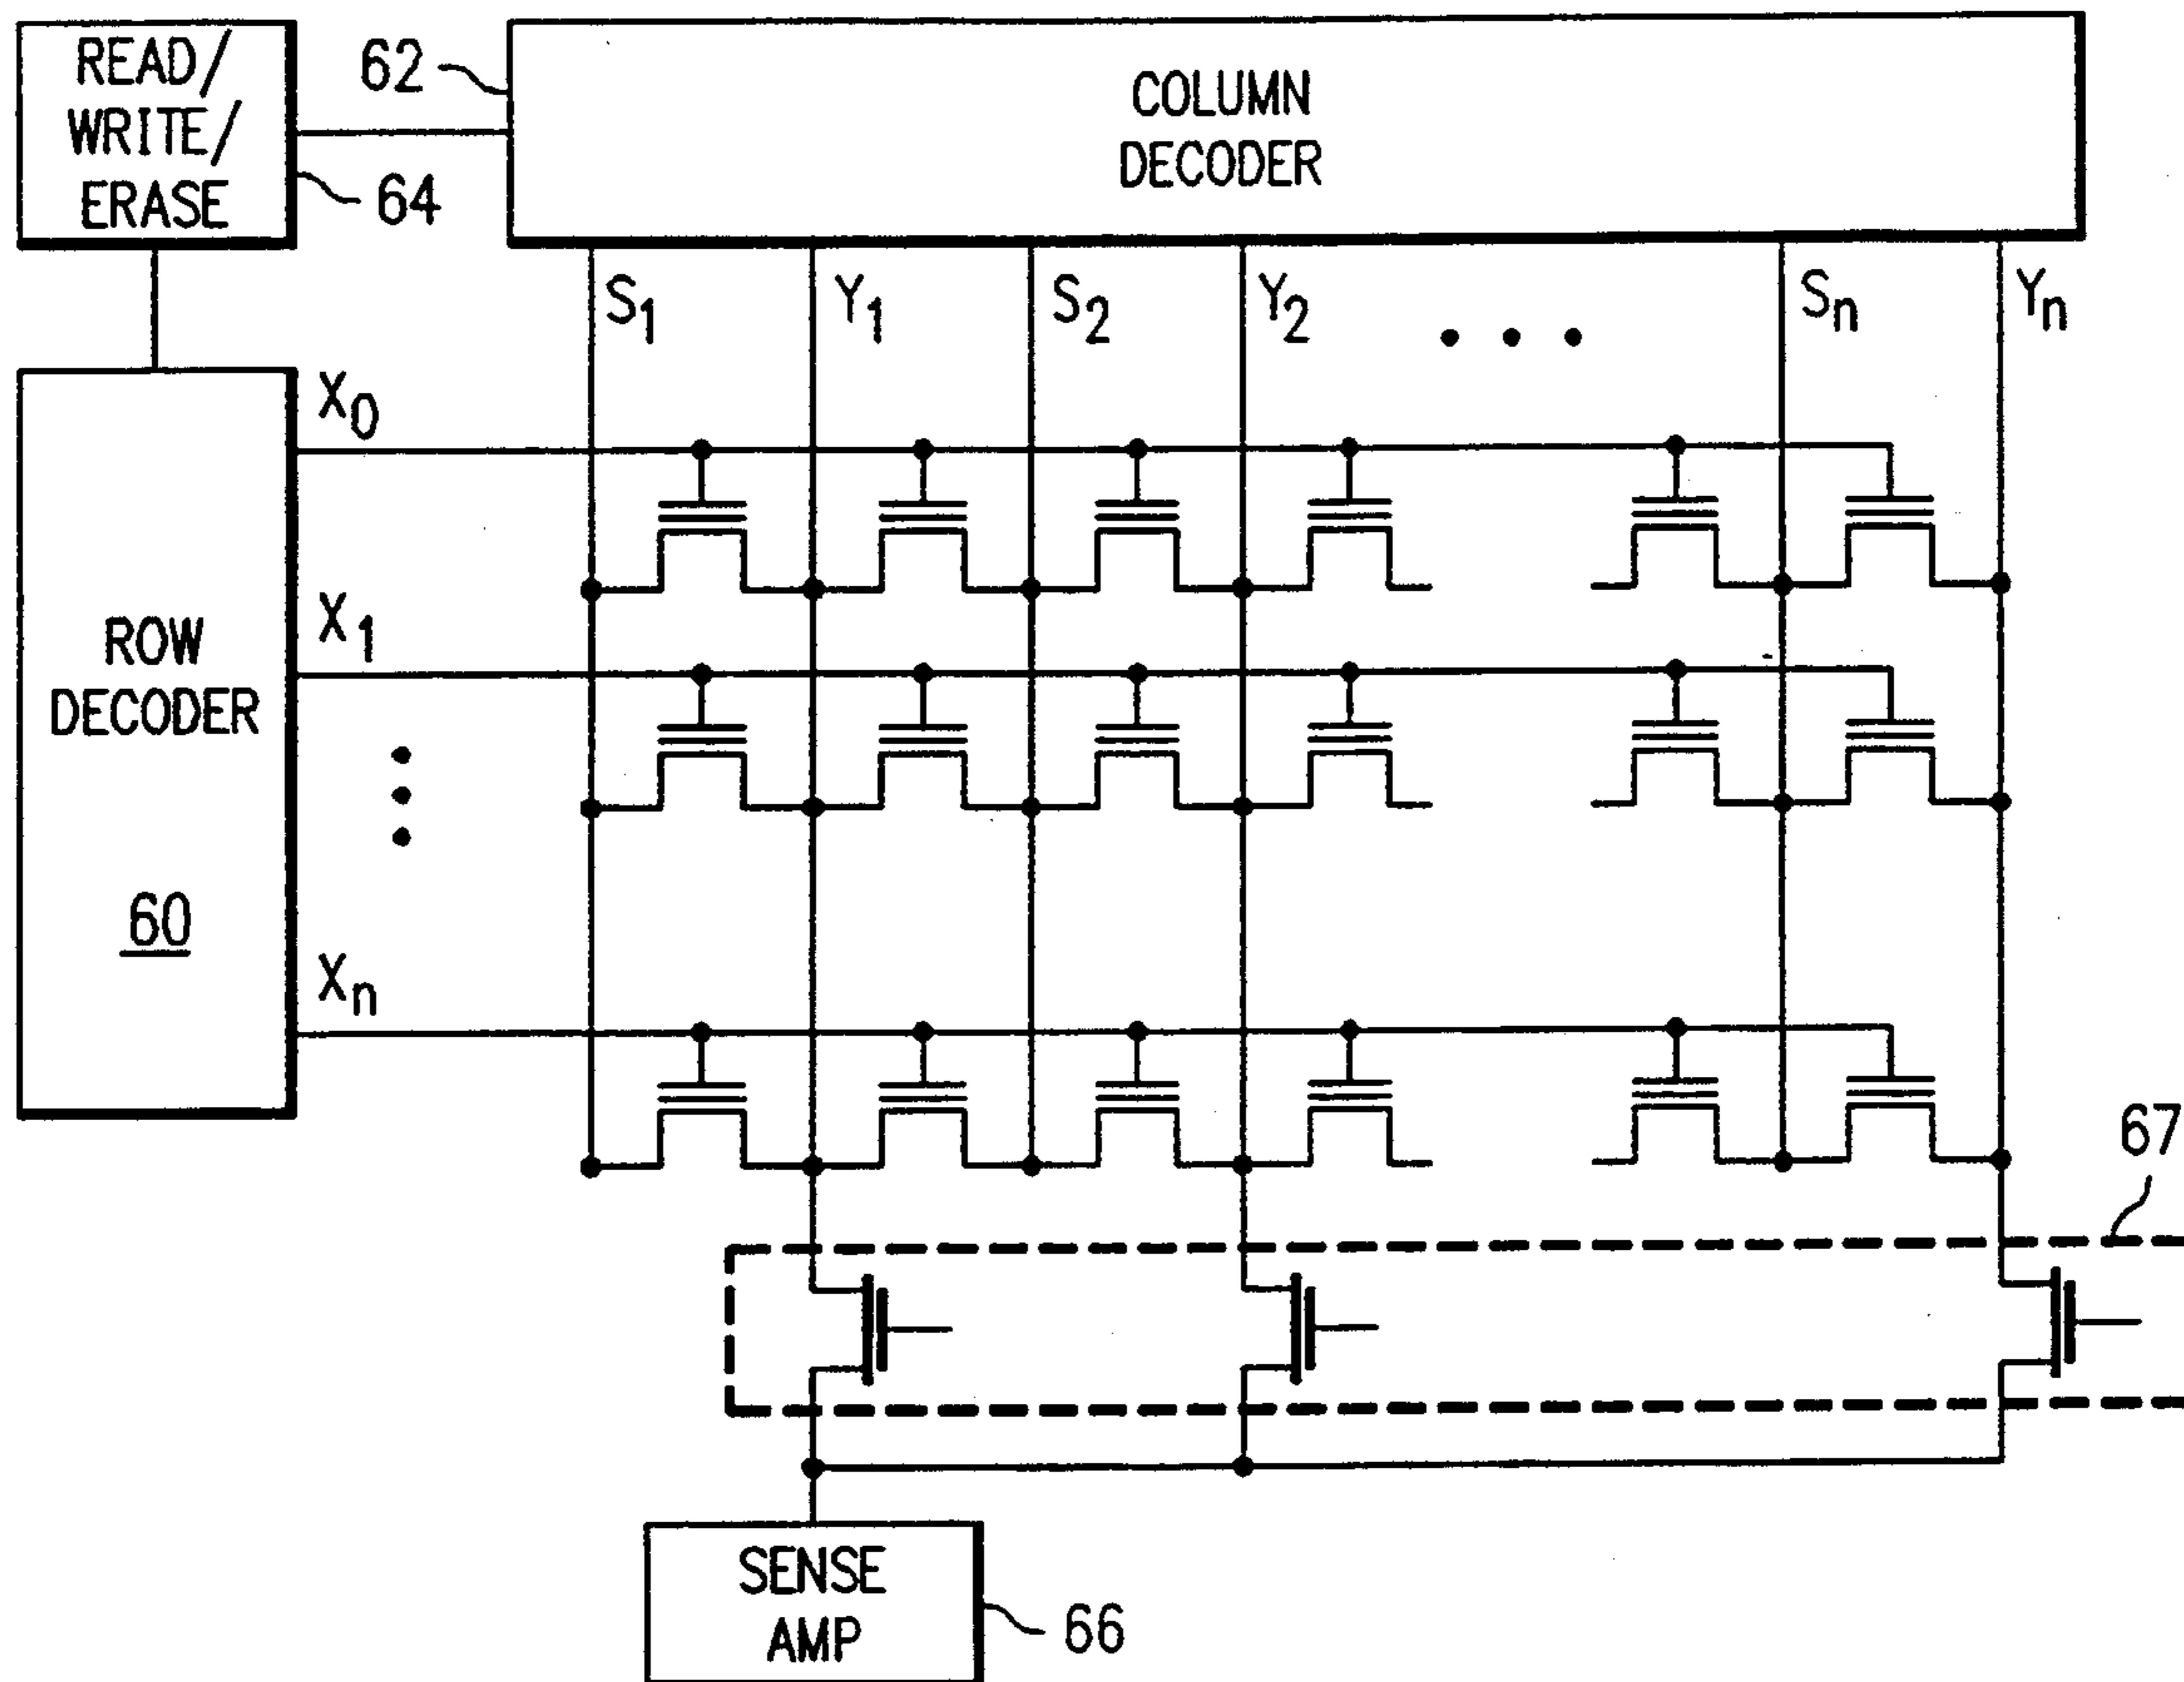 READ/
WRITE/
ERASE
64
62
COLUMN
DECODER
S₁
Y₁
S₂
Y₂
• • •
Sₙ
Yₙ
X₀
X₁
ROW
DECODER
60
Xₙ
67
SENSE
AMP
66